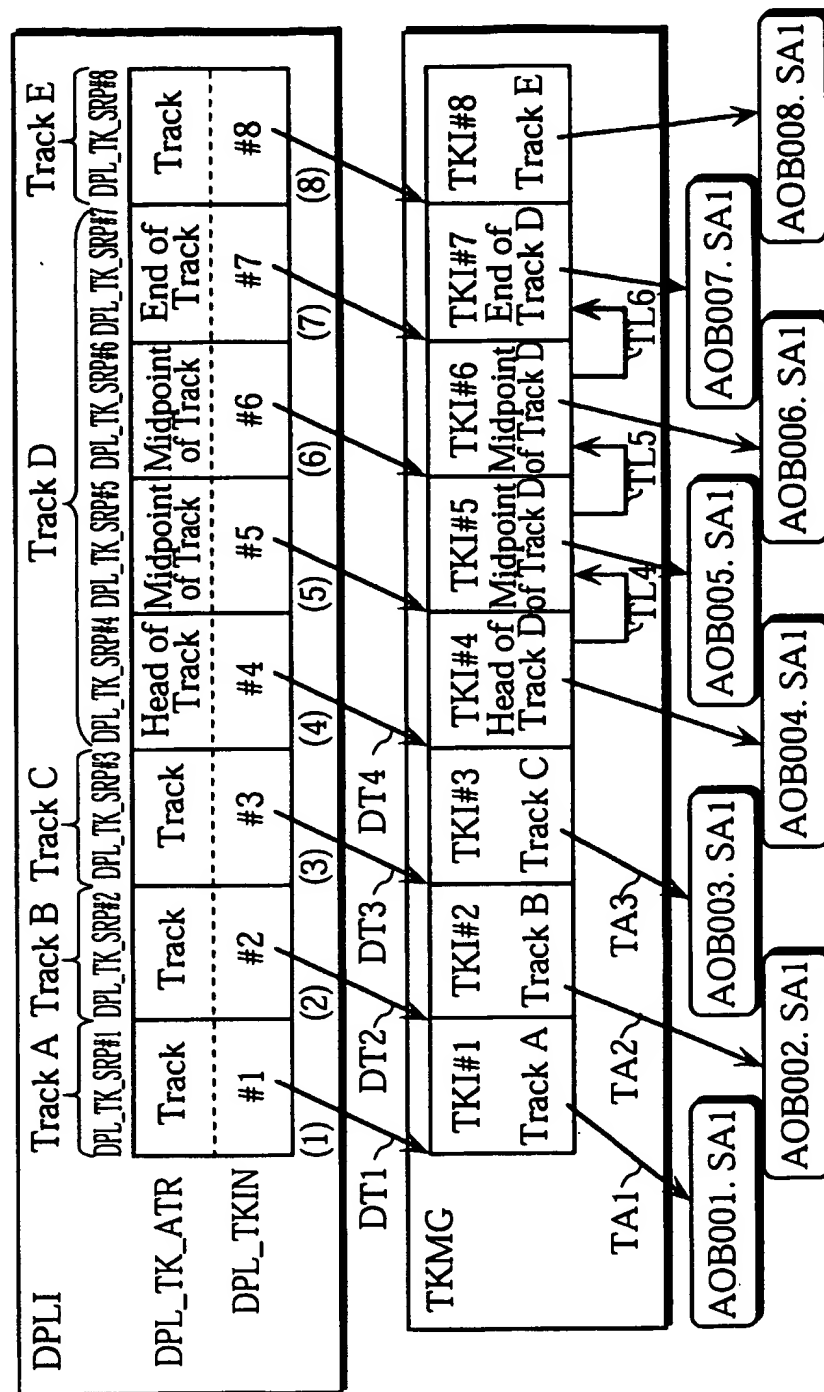 DPLI
Track A
Track B
Track C
Track D
Track E
DPL_TK_SRP#1
DPL_TK_SRP#2
DPL_TK_SRP#3
DPL_TK_SRP#4
DPL_TK_SRP#5
DPL_TK_SRP#6
DPL_TK_SRP#7
DPL_TK_SRP#8
DPL_TK_ATR
Track
Track
Track
Head of
Track
Midpoint
of Track
Midpoint
of Track
End of
Track
Track
DPL_TKIN
#1
#2
#3
#4
#5
#6
#7
#8
(1)
(2)
(3)
(4)
(5)
(6)
(7)
(8)
DT1
DT2
DT3
DT4
TKMG
TKI#1
Track A
TKI#2
Track B
TKI#3
Track C
TKI#4
Head of
Track D
TKI#5
Midpoint
of Track D
TKI#6
Midpoint
of Track D
TKI#7
End of
Track D
TKI#8
Track E
TA1
TA2
TA3
TL4
TL5
TL6
AOB001. SA1
AOB002. SA1
AOB003. SA1
AOB004. SA1
AOB005. SA1
AOB006. SA1
AOB007. SA1
AOB008. SA1